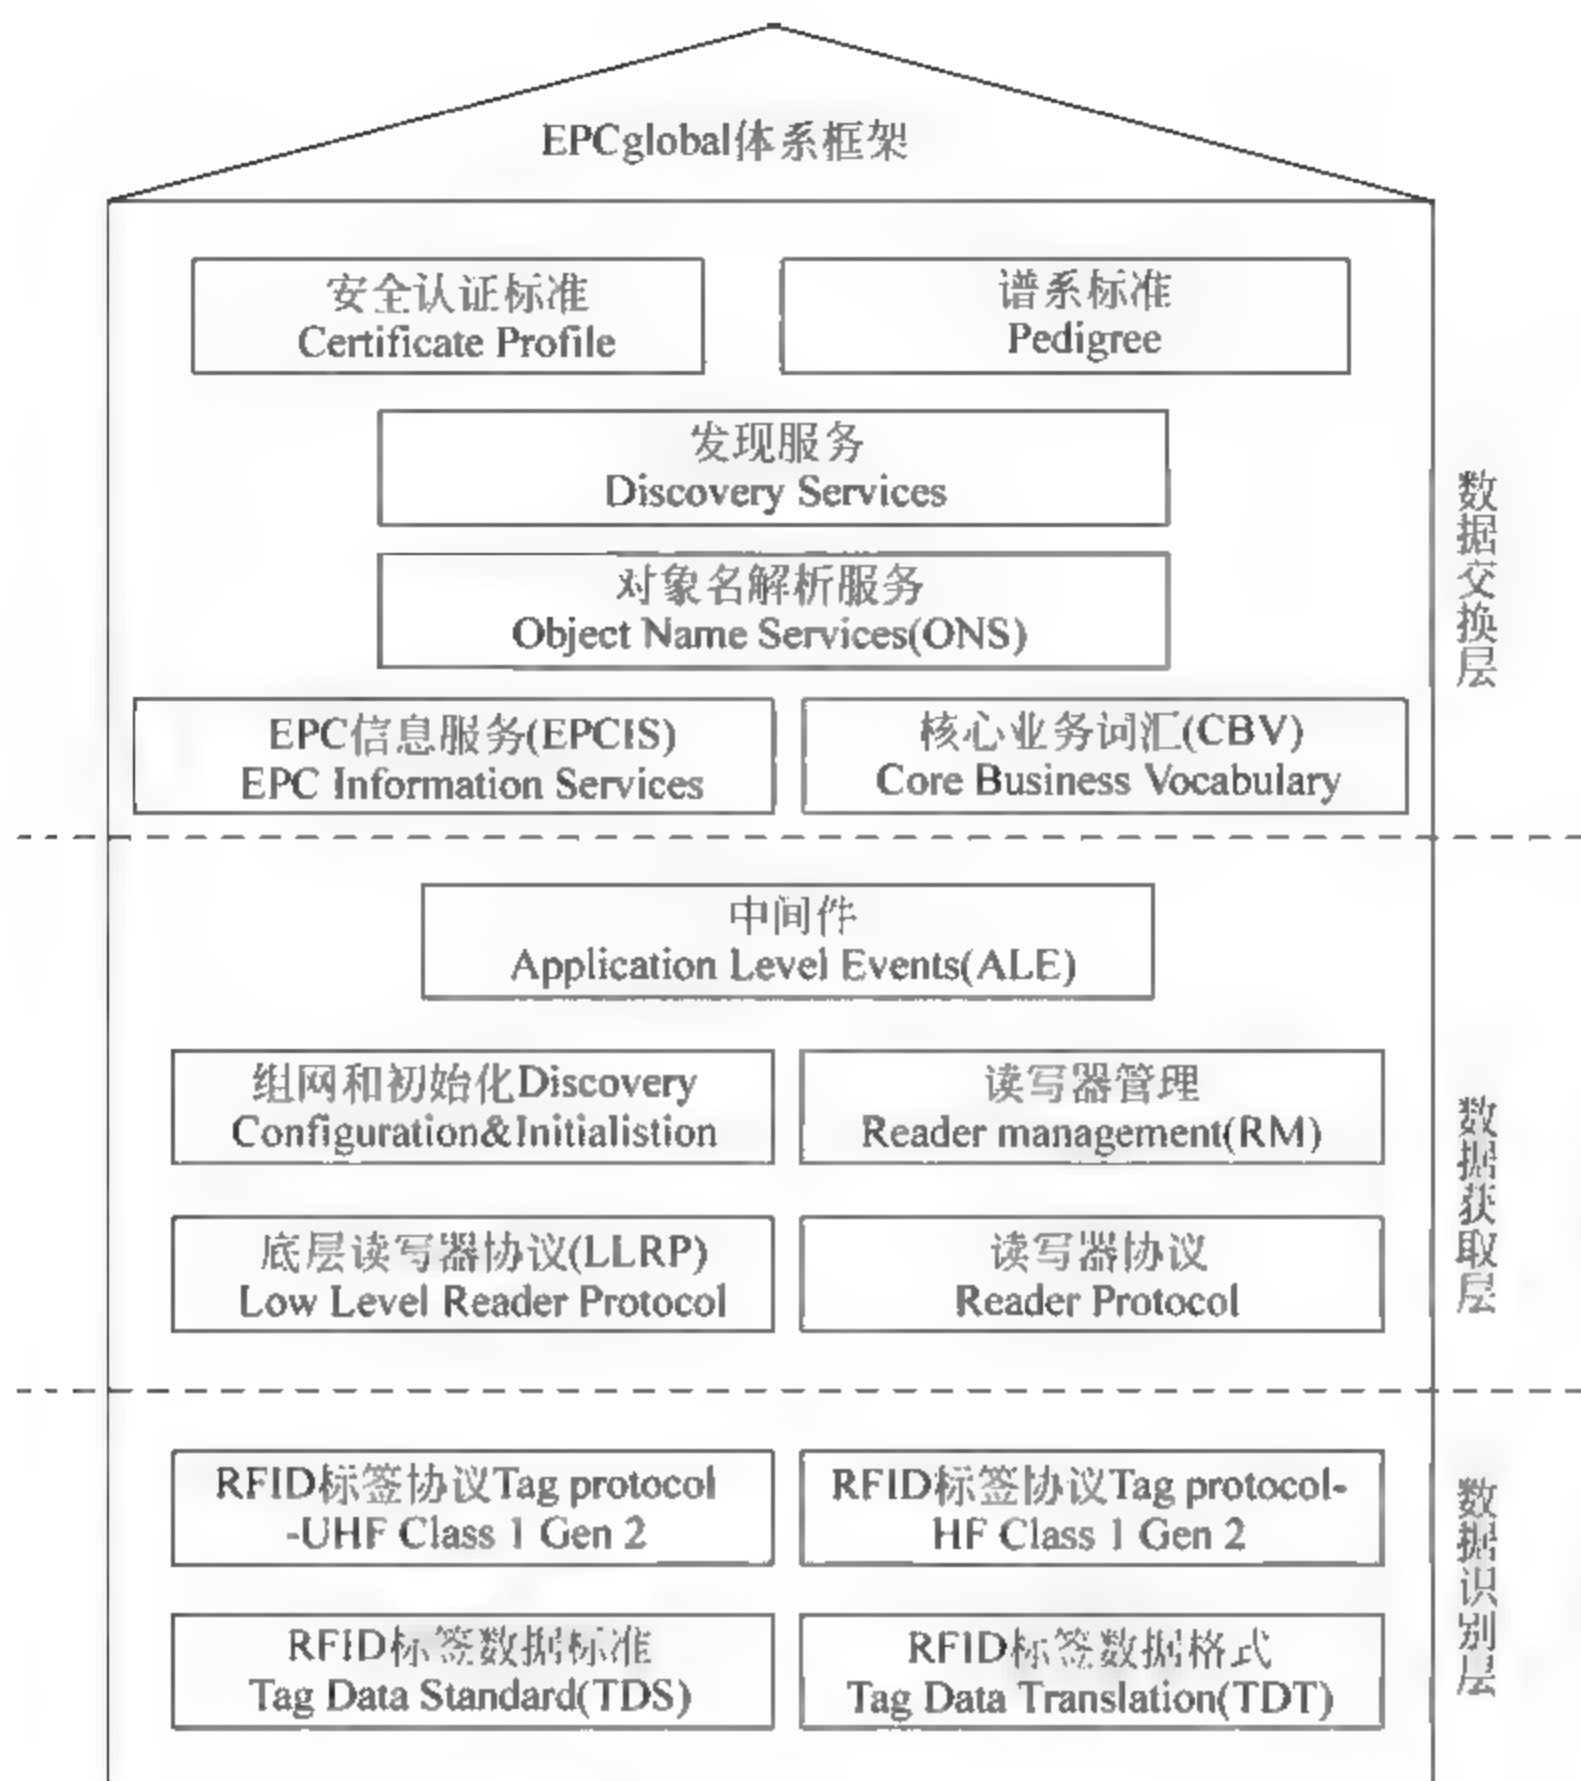 EPCglobal体系框架
安全认证标准
Certificate Profile
谱系标准
Pedigree
发现服务
Discovery Services
对象名解析服务
Object Name Services(ONS)
EPC信息服务(EPCIS)
EPC Information Services
核心业务词汇(CBV)
Core Business Vocabulary
数据交换层
中间件
Application Level Events(ALE)
组网和初始化Discovery
Configuration&Initialistion
读写器管理
Reader management(RM)
底层读写器协议(LLRP)
Low Level Reader Protocol
读写器协议
Reader Protocol
数据获取层
RFID标签协议Tag protocol
-UHF Class 1 Gen 2
RFID标签协议Tag protocol-
HF Class 1 Gen 2
RFID标签数据标准
Tag Data Standard(TDS)
RFID标签数据格式
Tag Data Translation(TDT)
数据识别层